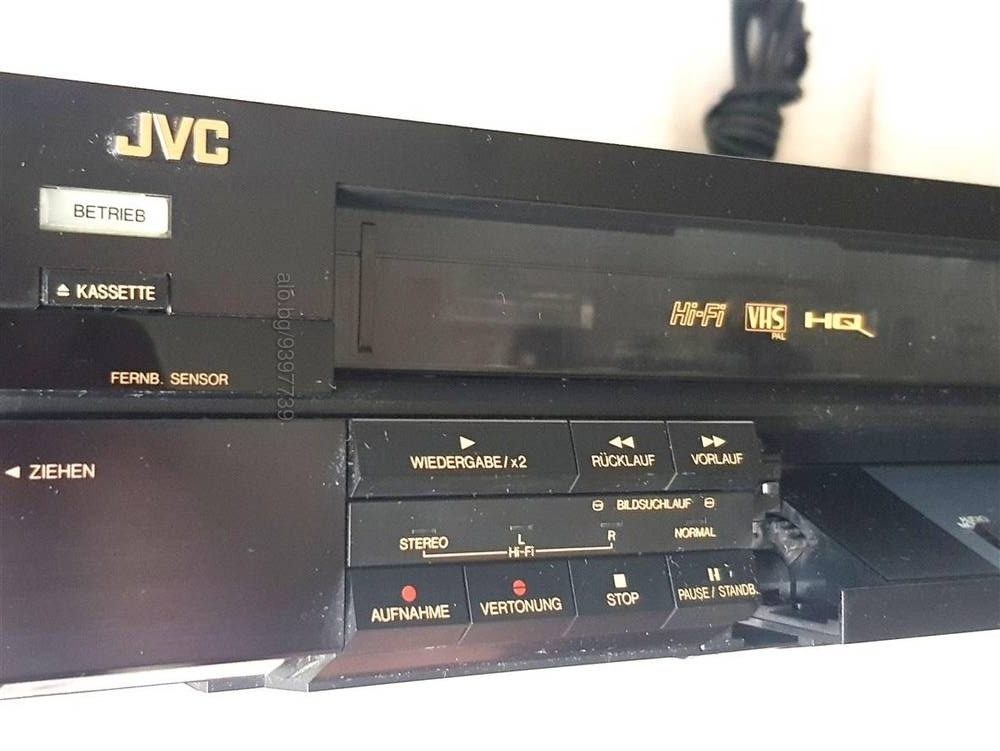 JVC
BETRIEB
⏏ KASSETTE
FERNB. SENSOR
◄ ZIEHEN
Hi-Fi VHS HQ
PAL
WIEDERGABE/x2
RÜCKLAUF
VORLAUF
BILDSUCHLAUF
STEREO L R NORMAL
Hi-Fi
AUFNAHME
VERTONUNG
STOP
PAUSE / STANDB
alo.bg/9397739